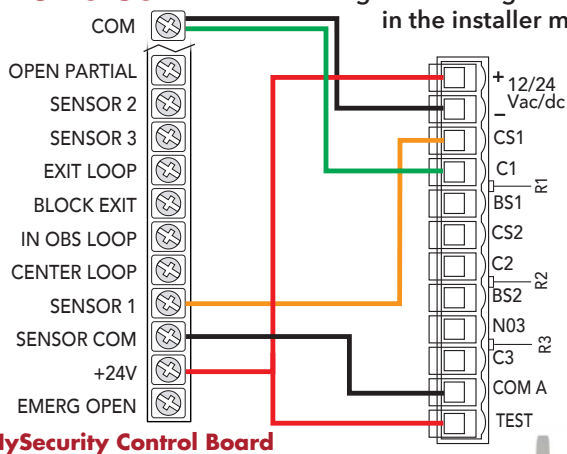 in the installer m
COM
OPEN PARTIAL
SENSOR 2
SENSOR 3
EXIT LOOP
BLOCK EXIT
IN OBS LOOP
CENTER LOOP
SENSOR 1
SENSOR COM
+24V
EMERG OPEN
+ 12/24
– Vac/dc
CS1
C1
R1
BS1
CS2
C2
R2
BS2
N03
R3
C3
COM A
TEST
lySecurity Control Board